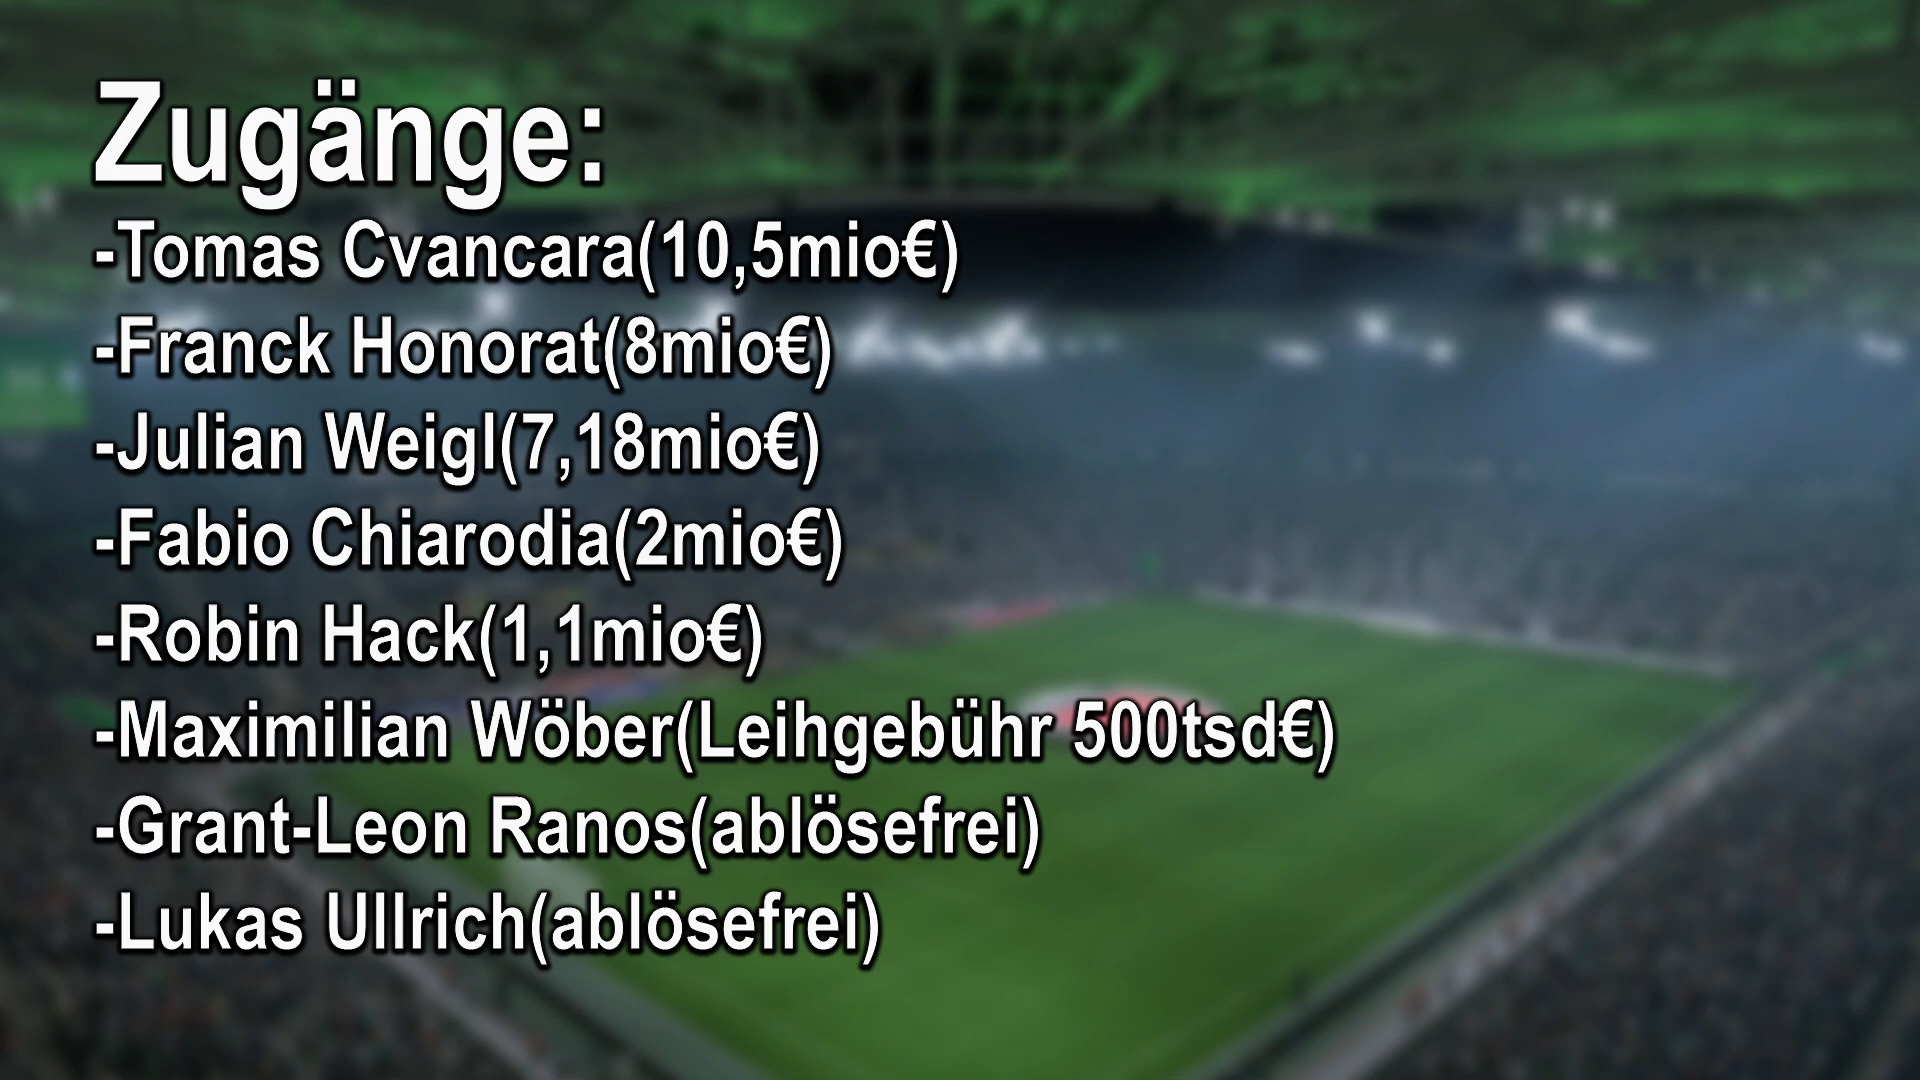 Zugänge:
-Tomas Cvancara(10,5mio€)
-Franck Honorat(8mio€)
-Julian Weigl(7,18mio€)
-Fabio Chiarodia(2mio€)
-Robin Hack(1,1mio€)
-Maximilian Wöber(Leihgebühr 500tsd€)
-Grant-Leon Ranos(ablösefrei)
-Lukas Ullrich(ablösefrei)